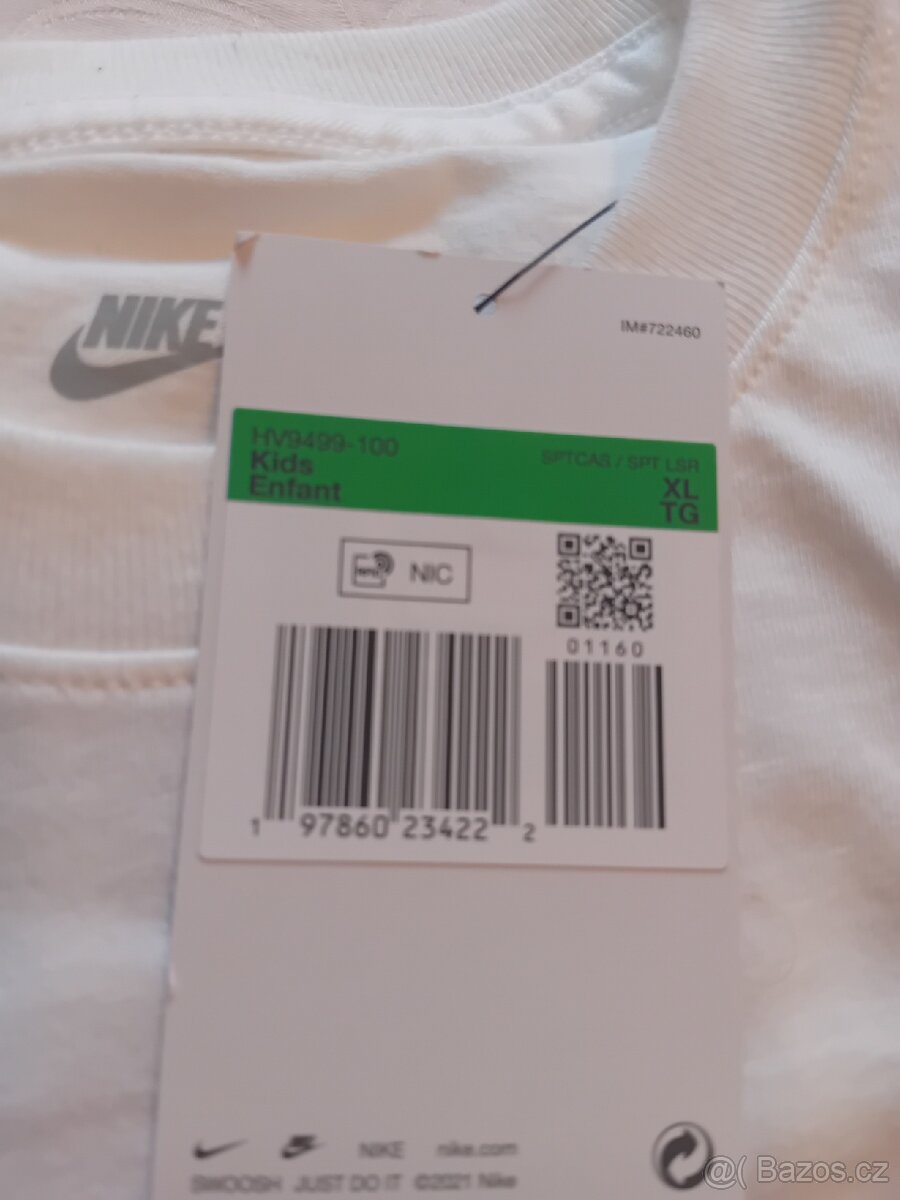 NIKE
IM#722460
HV9499-100
Kids
Enfant
SPTCAS / SPT LSR
XL
TG
RFID
NIC
01160
1 97860 23422 2
NIKE nike.com
SWOOSH JUST DO IT ©2021 Nike
@( Bazos.cz